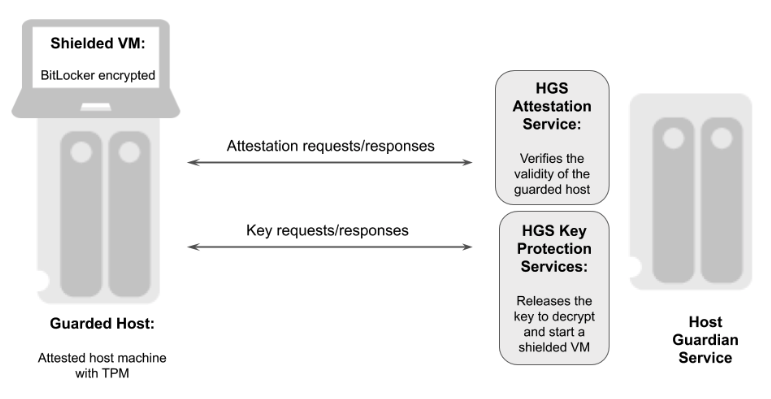 Shielded VM:
BitLocker encrypted
Attestation requests/responses
Key requests/responses
Guarded Host:
Attested host machine
with TPM
HGS
Attestation
Service:
Verifies the
validity of the
guarded host
HGS Key
Protection
Services:
Releases the
key to decrypt
and start a
shielded VM
Host
Guardian
Service